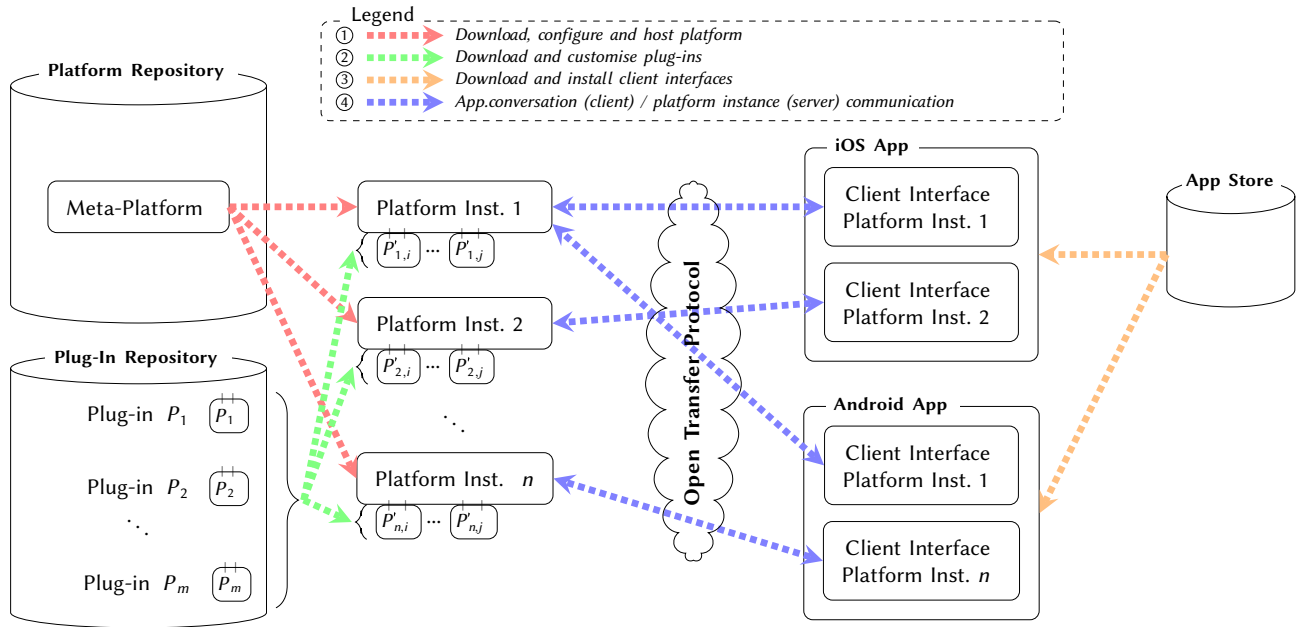 Legend
① Download, configure and host platform
② Download and customise plug-ins
③ Download and install client interfaces
④ App.conversation (client) / platform instance (server) communication
Platform Repository
Meta-Platform
Plug-In Repository
Plug-in P₁ P₁
Plug-in P₂ P₂
⋱
Plug-in Pₘ Pₘ
Platform Inst. 1
P′₁,ᵢ ... P′₁,ⱼ
Platform Inst. 2
P′₂,ᵢ ... P′₂,ⱼ
⋱
Platform Inst. n
P′ₙ,ᵢ ... P′ₙ,ⱼ
Open Transfer Protocol
iOS App
Client Interface
Platform Inst. 1
Client Interface
Platform Inst. 2
Android App
Client Interface
Platform Inst. 1
Client Interface
Platform Inst. n
App Store